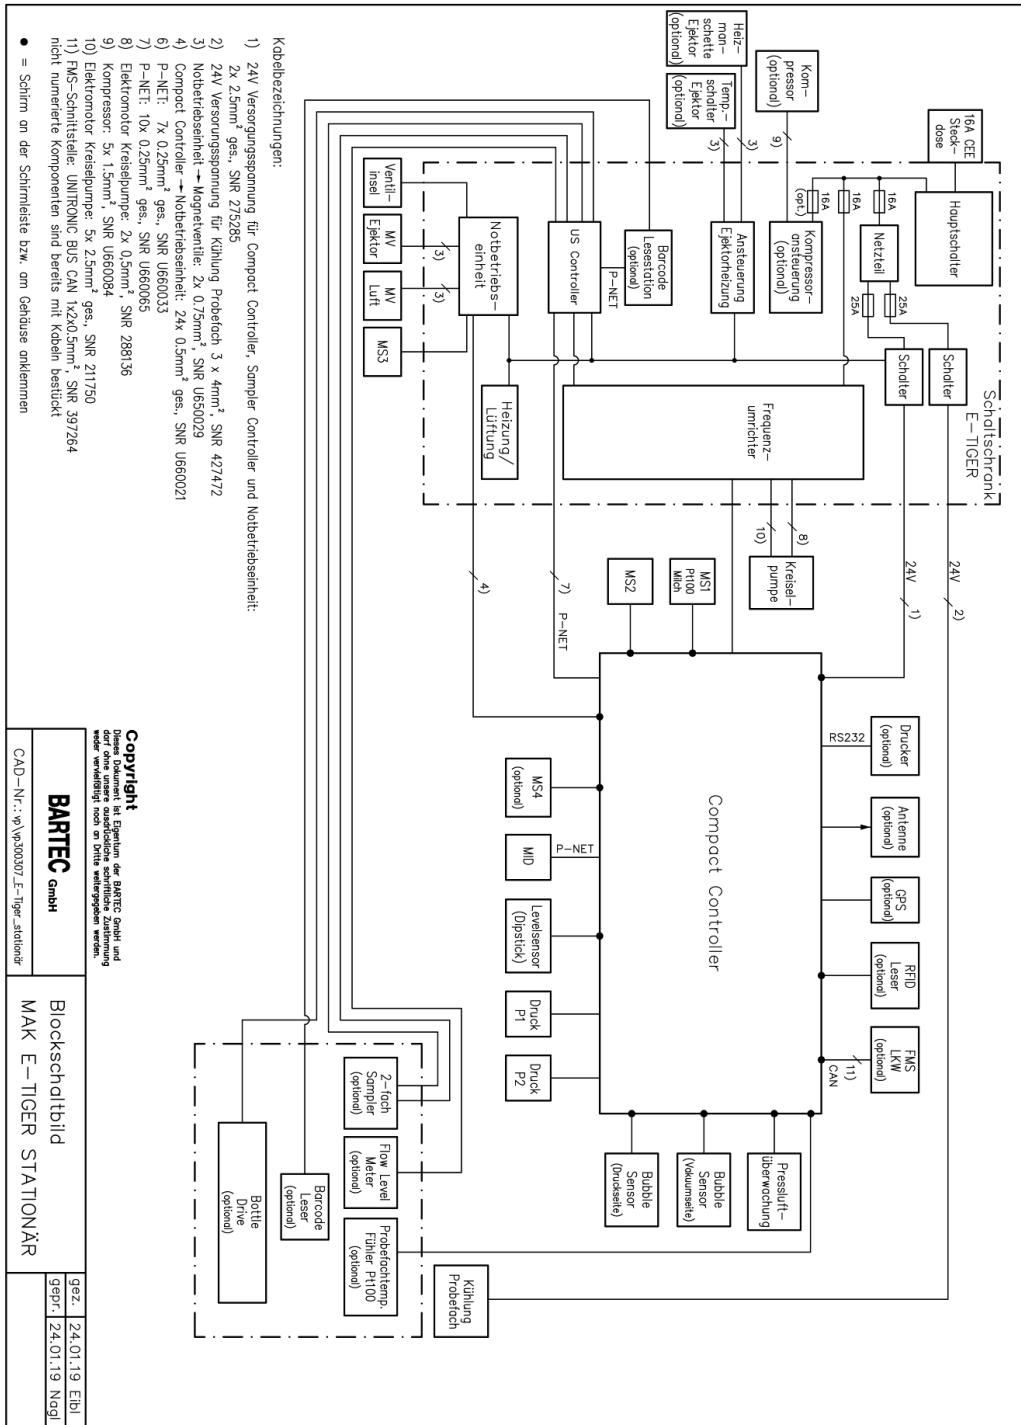 Schaltschrank
E-TIGER
16A CEE
Steck-
dose
Hauptschalter
16A
Netzteil
25A
25A
Schalter
Schalter
16A
16A
(opt.)
Kom-
pressor
(optional)
9)
Kompressor-
ansteuerung
(optional)
Heiz-
man-
schette
Ejektor
(optional)
Temp.-
schalter
Ejektor
(optional)
3)
3)
Ansteuerung
Ejektorheizung
Barcode
Lesestation
(optional)
P-NET
US Controller
Notbetriebs-
einheit
Ventil-
insel
MV
Ejektor
3)
MV
Luft
3)
MS3
Heizung/
Lüftung
Frequenz-
umrichter
24V
2)
24V
1)
8)
10)
Kreisel-
pumpe
MS1
Pt100
Milch
MS2
7)
P-NET
4)
Compact Controller
RS232
Drucker
(optional)
Antenne
(optional)
GPS
(optional)
RFID
Leser
(optional)
11)
CAN
FMS
LKW
(optional)
MS4
(optional)
P-NET
MID
Levelsensor
(Dipstick)
Druck
P1
Druck
P2
Pressluft-
überwachung
Bubble
Sensor
(Vakuumseite)
Bubble
Sensor
(Druckseite)
2-fach
Sampler
(optional)
Flow Level
Meter
(optional)
Probefachtemp.
Fühler Pt100
(optional)
Barcode
Leser
(optional)
Bottle
Drive
(optional)
Kühlung
Probefach
Kabelbezeichnungen:
1) 24V Versorgungsspannung für Compact Controller, Sampler Controller und Notbetriebseinheit:
2x 2.5mm² ges., SNR 275285
2) 24V Versorungsspannung für Kühlung Probefach 3 x 4mm², SNR 427472
3) Notbetriebseinheit → Magnetventile: 2x 0.75mm², SNR U650029
4) Compact Controller → Notbetriebseinheit: 24x 0.5mm² ges., SNR U660021
6) P-NET: 7x 0.25mm² ges., SNR U660033
7) P-NET: 10x 0.25mm² ges., SNR U660065
8) Elektromotor Kreiselpumpe: 2x 0,5mm², SNR 288136
9) Kompressor: 5x 1.5mm², SNR U660084
10) Elektromotor Kreiselpumpe: 5x 2.5mm² ges., SNR 211750
11) FMS-Schnittstelle: UNITRONIC BUS CAN 1x2x0.5mm², SNR 397264
nicht numerierte Komponenten sind bereits mit Kabeln bestückt
● = Schirm an der Schirmleiste bzw. am Gehäuse anklemmen
Copyright
Dieses Dokument ist Eigentum der BARTEC GmbH und
darf ohne unsere ausdrückliche schriftliche Zustimmung
weder vervielfältigt noch an Dritte weitergegeben werden.
BARTEC GmbH
CAD-Nr.: vp\vp300307_E-Tiger_stationär
Blockschaltbild
MAK E-TIGER STATIONÄR
gez. 24.01.19 Eibl
gepr. 24.01.19 Nagl